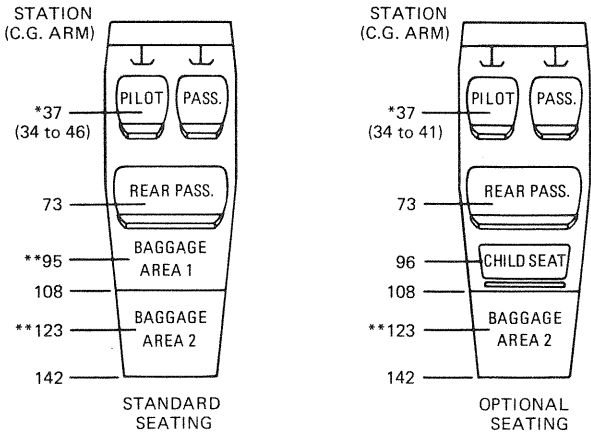 STATION
(C.G. ARM)
PILOT
PASS.
*37
(34 to 46)
REAR PASS.
73
BAGGAGE
AREA 1
**95
108
BAGGAGE
AREA 2
**123
142
STANDARD
SEATING
STATION
(C.G. ARM)
PILOT
PASS.
*37
(34 to 41)
REAR PASS.
73
CHILD SEAT
96
108
BAGGAGE
AREA 2
**123
142
OPTIONAL
SEATING